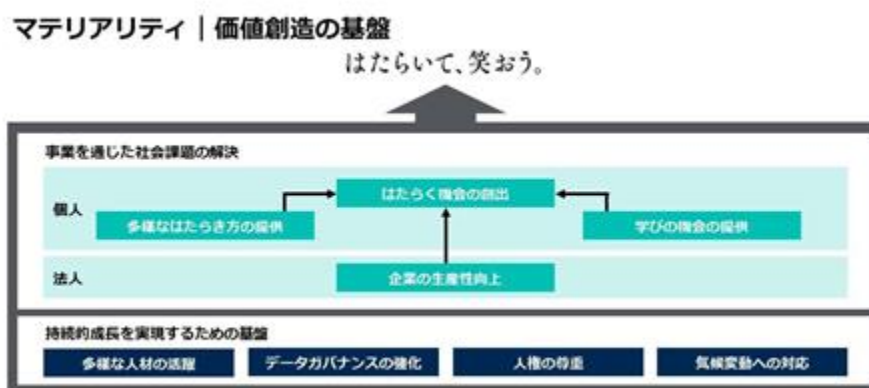 マテリアリティ｜価値創造の基盤
はたらいて、笑おう。
事業を通じた社会課題の解決
個人
はたらく機会の創出
多様なはたらき方の提供
学びの機会の提供
法人
企業の生産性向上
持続的成長を実現するための基盤
多様な人材の活躍
データガバナンスの強化
人権の尊重
気候変動への対応